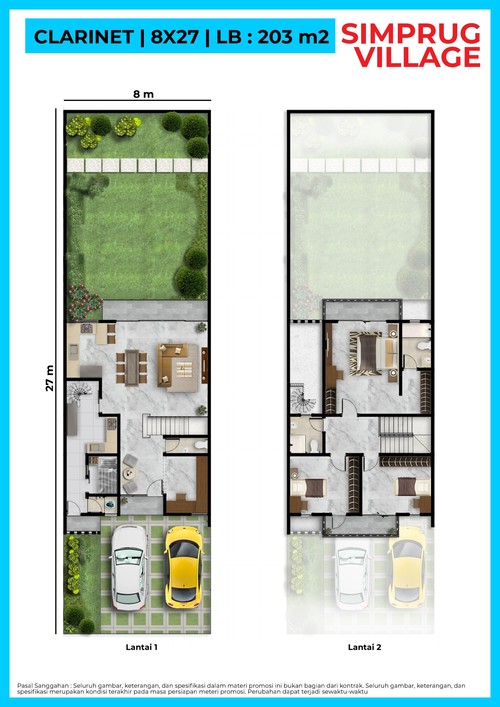 CLARINET | 8X27 | LB : 203 m2
SIMPRUG
VILLAGE
8 m
27 m
Lantai 1
Lantai 2
Pasal Sanggahan : Seluruh gambar, keterangan, dan spesifikasi dalam materi promosi ini bukan bagian dari kontrak. Seluruh gambar, keterangan, dan
spesifikasi merupakan kondisi terakhir pada masa persiapan meteri promosi. Perubahan dapat terjadi sewaktu-waktu